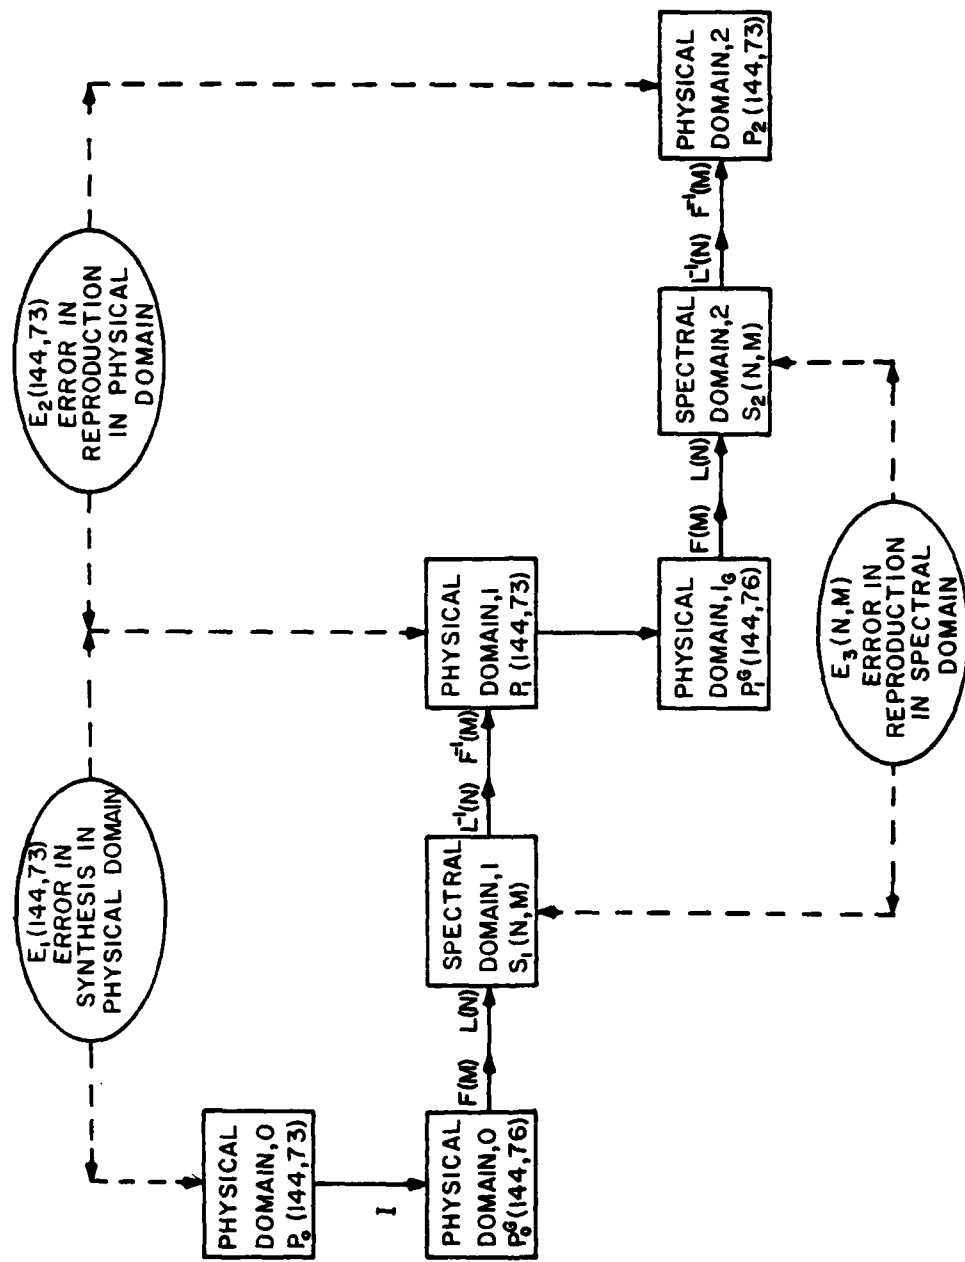 E₁(144,73)
ERROR IN
SYNTHESIS IN
PHYSICAL DOMAIN
E₂(144,73)
ERROR IN
REPRODUCTION
IN PHYSICAL
DOMAIN
PHYSICAL
DOMAIN,0
P₀ (144,73)
I
PHYSICAL
DOMAIN,0
P₀ᴳ (144,76)
F(M) L(N)
SPECTRAL
DOMAIN,1
S₁(N,M)
L⁻¹(N) F⁻¹(M)
PHYSICAL
DOMAIN,1
P₁ (144,73)
PHYSICAL
DOMAIN,1G
P₁ᴳ(144,76)
F(M) L(N)
SPECTRAL
DOMAIN,2
S₂(N,M)
L⁻¹(N) F⁻¹(M)
PHYSICAL
DOMAIN,2
P₂ (144,73)
E₃(N,M)
ERROR IN
REPRODUCTION
IN SPECTRAL
DOMAIN